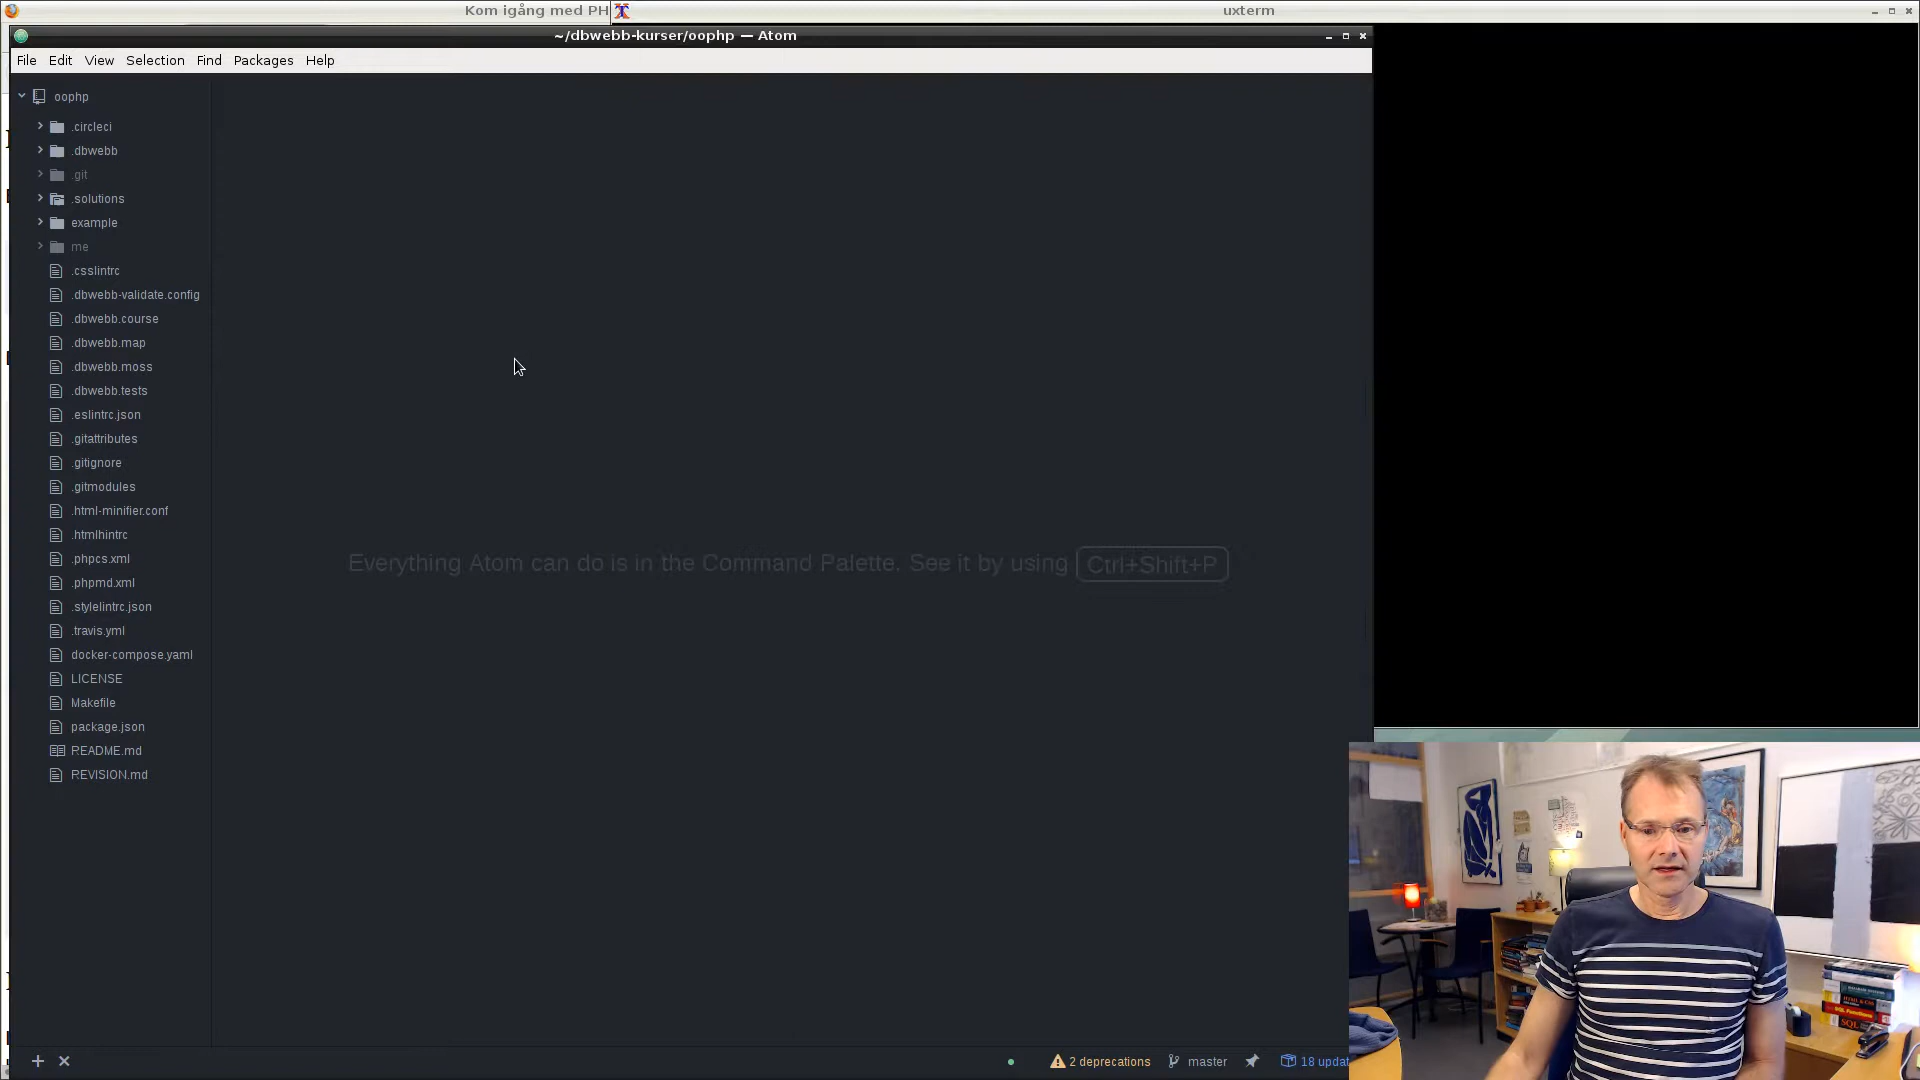 Kom igång med PH
uxterm
~/dbwebb-kurser/oophp — Atom
File Edit View Selection Find Packages Help
oophp
.circleci
.dbwebb
.git
.solutions
example
me
.csslintrc
.dbwebb-validate.config
.dbwebb.course
.dbwebb.map
.dbwebb.moss
.dbwebb.tests
.eslintrc.json
.gitattributes
.gitignore
.gitmodules
.html-minifier.conf
.htmlhintrc
.phpcs.xml
.phpmd.xml
.stylelintrc.json
.travis.yml
docker-compose.yaml
LICENSE
Makefile
package.json
README.md
REVISION.md
Everything Atom can do is in the Command Palette. See it by using Ctrl+Shift+P
2 deprecations master 18 updat